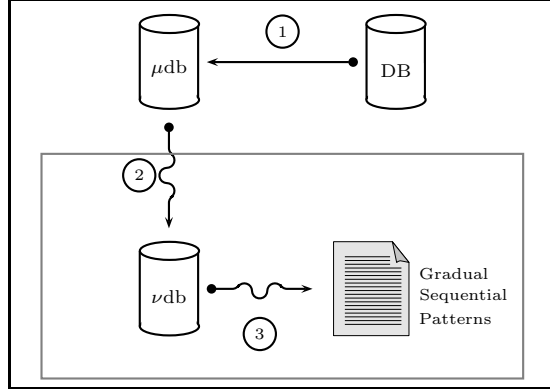 1
μdb
DB
2
νdb
Gradual
Sequential
Patterns
3